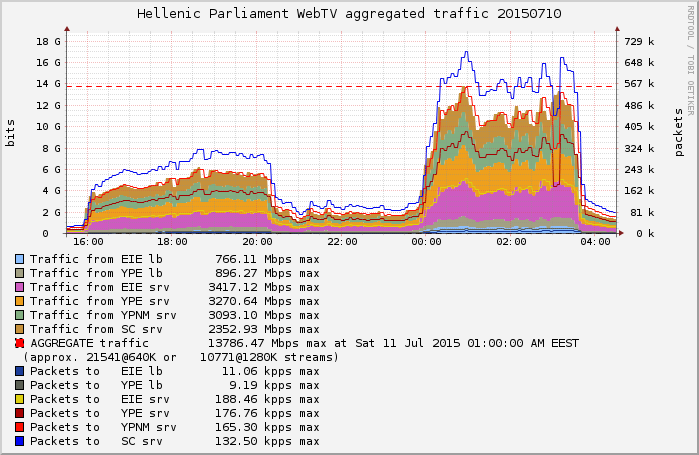 Hellenic Parliament WebTV aggregated traffic 20150710
RRDTOOL / TOBI OETIKER
bits
packets
18 G 729 k
16 G 648 k
14 G 567 k
12 G 486 k
10 G 405 k
8 G 324 k
6 G 243 k
4 G 162 k
2 G 81 k
0 0
16:00 18:00 20:00 22:00 00:00 02:00 04:00
Traffic from EIE lb 766.11 Mbps max
Traffic from YPE lb 896.27 Mbps max
Traffic from EIE srv 3417.12 Mbps max
Traffic from YPE srv 3270.64 Mbps max
Traffic from YPNM srv 3093.10 Mbps max
Traffic from SC srv 2352.93 Mbps max
AGGREGATE traffic 13786.47 Mbps max at Sat 11 Jul 2015 01:00:00 AM EEST
(approx. 21541@640K or 10771@1280K streams)
Packets to EIE lb 11.06 kpps max
Packets to YPE lb 9.19 kpps max
Packets to EIE srv 188.46 kpps max
Packets to YPE srv 176.76 kpps max
Packets to YPNM srv 165.30 kpps max
Packets to SC srv 132.50 kpps max